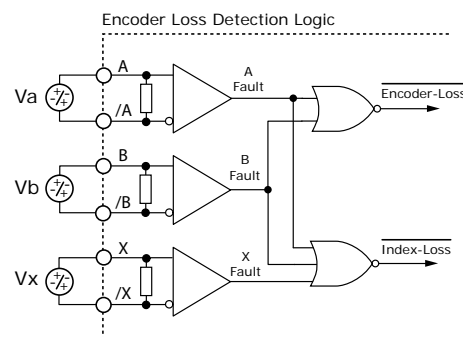 Encoder Loss Detection Logic
A
A
Fault
Encoder-Loss
Va
/A
B
B
Fault
Vb
/B
X
X
Fault
Index-Loss
Vx
/X